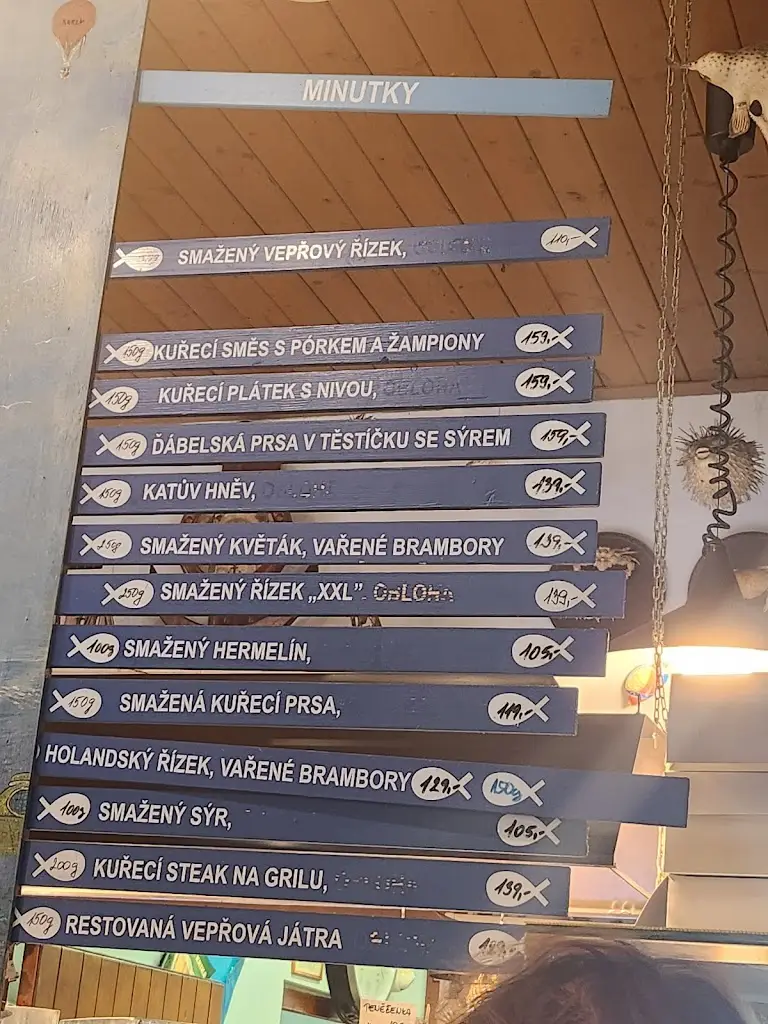 MINUTKY
SMAŽENÝ VEPŘOVÝ ŘÍZEK, 110,-
150g KUŘECÍ SMĚS S PÓRKEM A ŽAMPIONY 159,-
150g KUŘECÍ PLÁTEK S NIVOU, OBLOHA 159,-
150g ĎÁBELSKÁ PRSA V TĚSTÍČKU SE SÝREM 159,-
150g KATŮV HNĚV, 139,-
250g SMAŽENÝ KVĚTÁK, VAŘENÉ BRAMBORY 139,-
250g SMAŽENÝ ŘÍZEK „XXL". OBLOHA 199,-
100g SMAŽENÝ HERMELÍN, 105,-
150g SMAŽENÁ KUŘECÍ PRSA, 119,-
HOLANDSKÝ ŘÍZEK, VAŘENÉ BRAMBORY 129,- 150g
100g SMAŽENÝ SÝR, 105,-
200g KUŘECÍ STEAK NA GRILU, 139,-
150g RESTOVANÁ VEPŘOVÁ JÁTRA